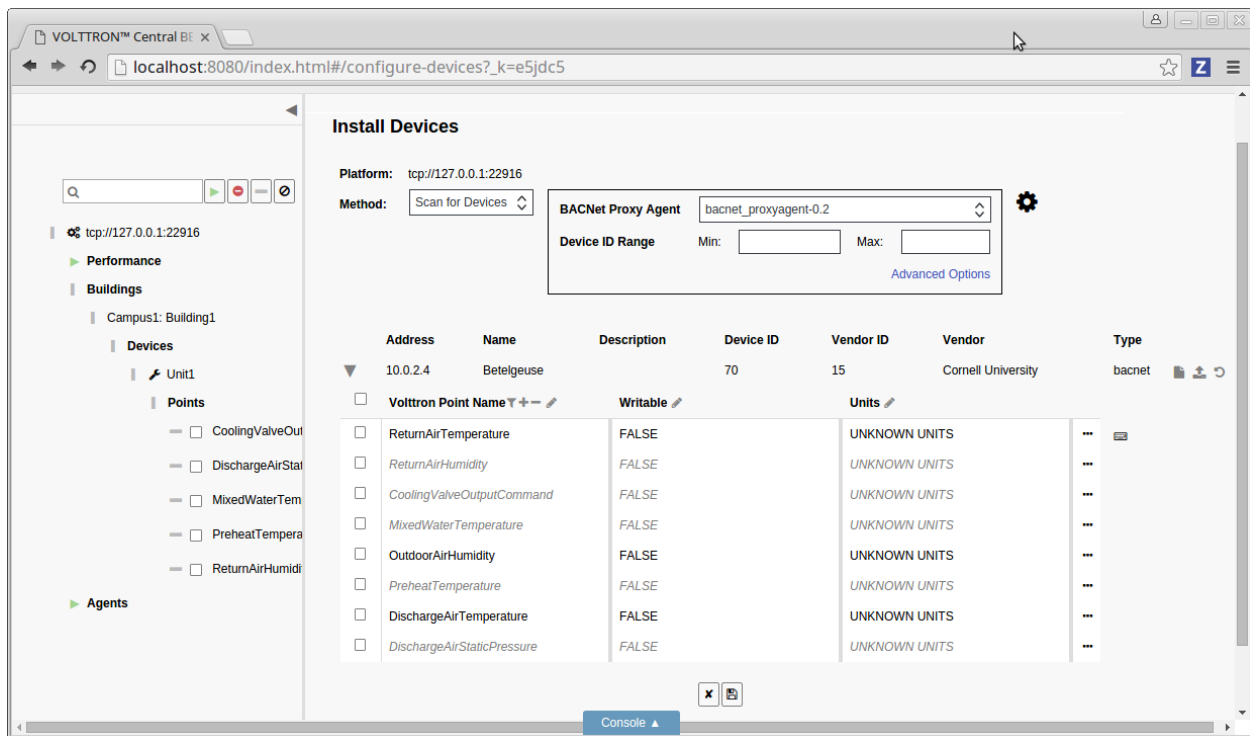 VOLTTRON™ Central BE
localhost:8080/index.html#/configure-devices?_k=e5jdc5
Z
Install Devices
Platform: tcp://127.0.0.1:22916
Method: Scan for Devices
BACNet Proxy Agent bacnet_proxyagent-0.2
Device ID Range Min: Max:
Advanced Options
tcp://127.0.0.1:22916
Performance
Buildings
Campus1: Building1
Devices
Unit1
Points
CoolingValveOut
DischargeAirStat
MixedWaterTem
PreheatTempera
ReturnAirHumidi
Agents
Address Name Description Device ID Vendor ID Vendor Type
10.0.2.4 Betelgeuse 70 15 Cornell University bacnet
Volttron Point Name Writable Units
ReturnAirTemperature FALSE UNKNOWN UNITS
ReturnAirHumidity FALSE UNKNOWN UNITS
CoolingValveOutputCommand FALSE UNKNOWN UNITS
MixedWaterTemperature FALSE UNKNOWN UNITS
OutdoorAirHumidity FALSE UNKNOWN UNITS
PreheatTemperature FALSE UNKNOWN UNITS
DischargeAirTemperature FALSE UNKNOWN UNITS
DischargeAirStaticPressure FALSE UNKNOWN UNITS
Console ▲